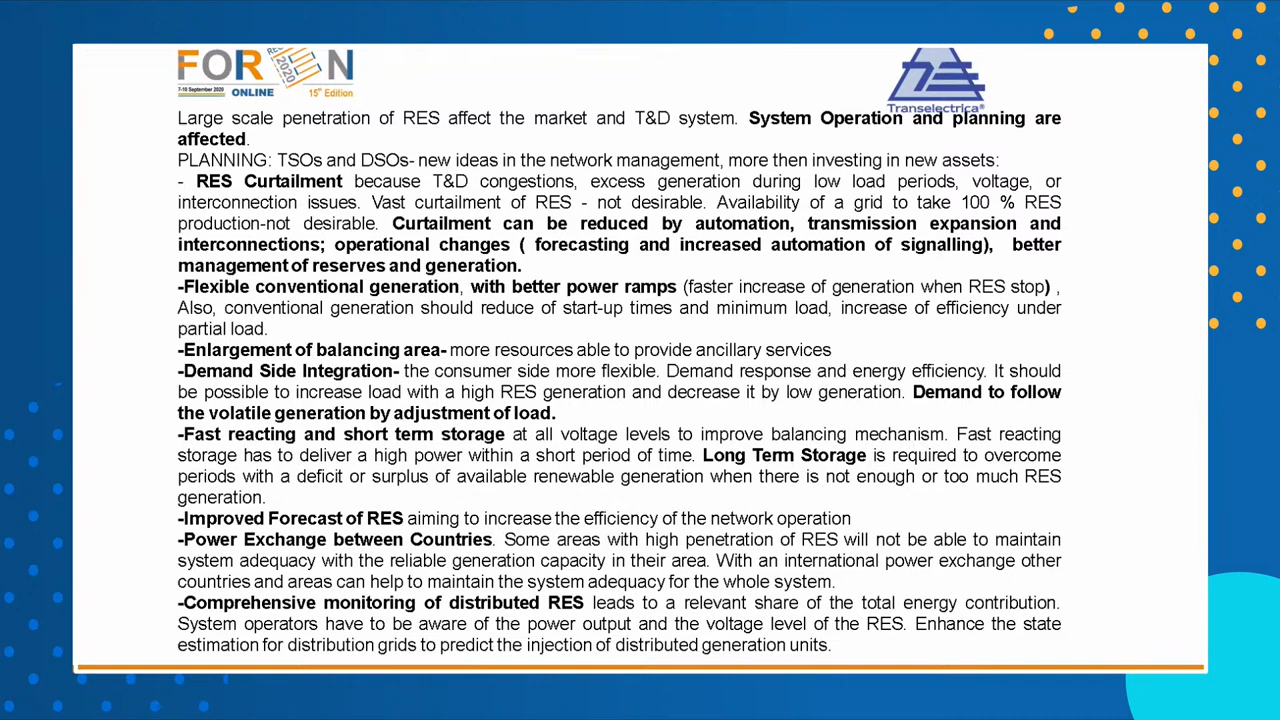 FOREN
REN
2020
7-10 September 2020
ONLINE
15th Edition
Transelectrica®
Large scale penetration of RES affect the market and T&D system. System Operation and planning are
affected.
PLANNING: TSOs and DSOs- new ideas in the network management, more then investing in new assets:
- RES Curtailment because T&D congestions, excess generation during low load periods, voltage, or
interconnection issues. Vast curtailment of RES - not desirable. Availability of a grid to take 100 % RES
production-not desirable. Curtailment can be reduced by automation, transmission expansion and
interconnections; operational changes ( forecasting and increased automation of signalling), better
management of reserves and generation.
-Flexible conventional generation, with better power ramps (faster increase of generation when RES stop) ,
Also, conventional generation should reduce of start-up times and minimum load, increase of efficiency under
partial load.
-Enlargement of balancing area- more resources able to provide ancillary services
-Demand Side Integration- the consumer side more flexible. Demand response and energy efficiency. It should
be possible to increase load with a high RES generation and decrease it by low generation. Demand to follow
the volatile generation by adjustment of load.
-Fast reacting and short term storage at all voltage levels to improve balancing mechanism. Fast reacting
storage has to deliver a high power within a short period of time. Long Term Storage is required to overcome
periods with a deficit or surplus of available renewable generation when there is not enough or too much RES
generation.
-Improved Forecast of RES aiming to increase the efficiency of the network operation
-Power Exchange between Countries. Some areas with high penetration of RES will not be able to maintain
system adequacy with the reliable generation capacity in their area. With an international power exchange other
countries and areas can help to maintain the system adequacy for the whole system.
-Comprehensive monitoring of distributed RES leads to a relevant share of the total energy contribution.
System operators have to be aware of the power output and the voltage level of the RES. Enhance the state
estimation for distribution grids to predict the injection of distributed generation units.